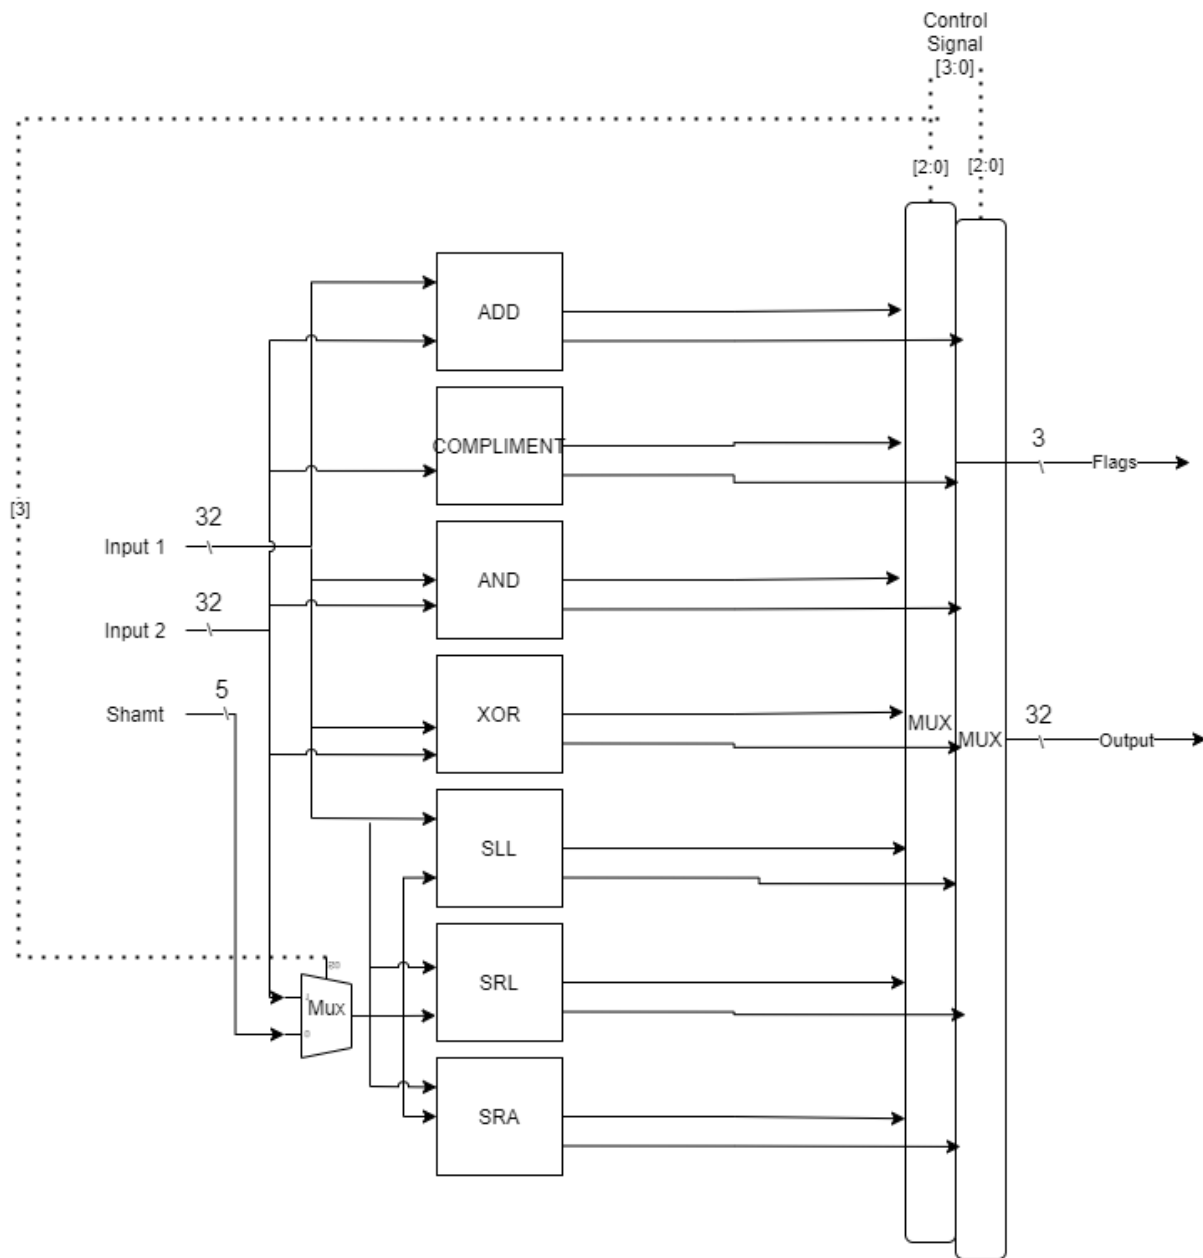 Control
Signal
[3:0]
[2:0]
[2:0]
ADD
COMPLIMENT
3
Flags
[3]
32
Input 1
AND
32
Input 2
5
Shamt
XOR
MUX
32
MUX
Output
SLL
SRL
Mux
0
SRA